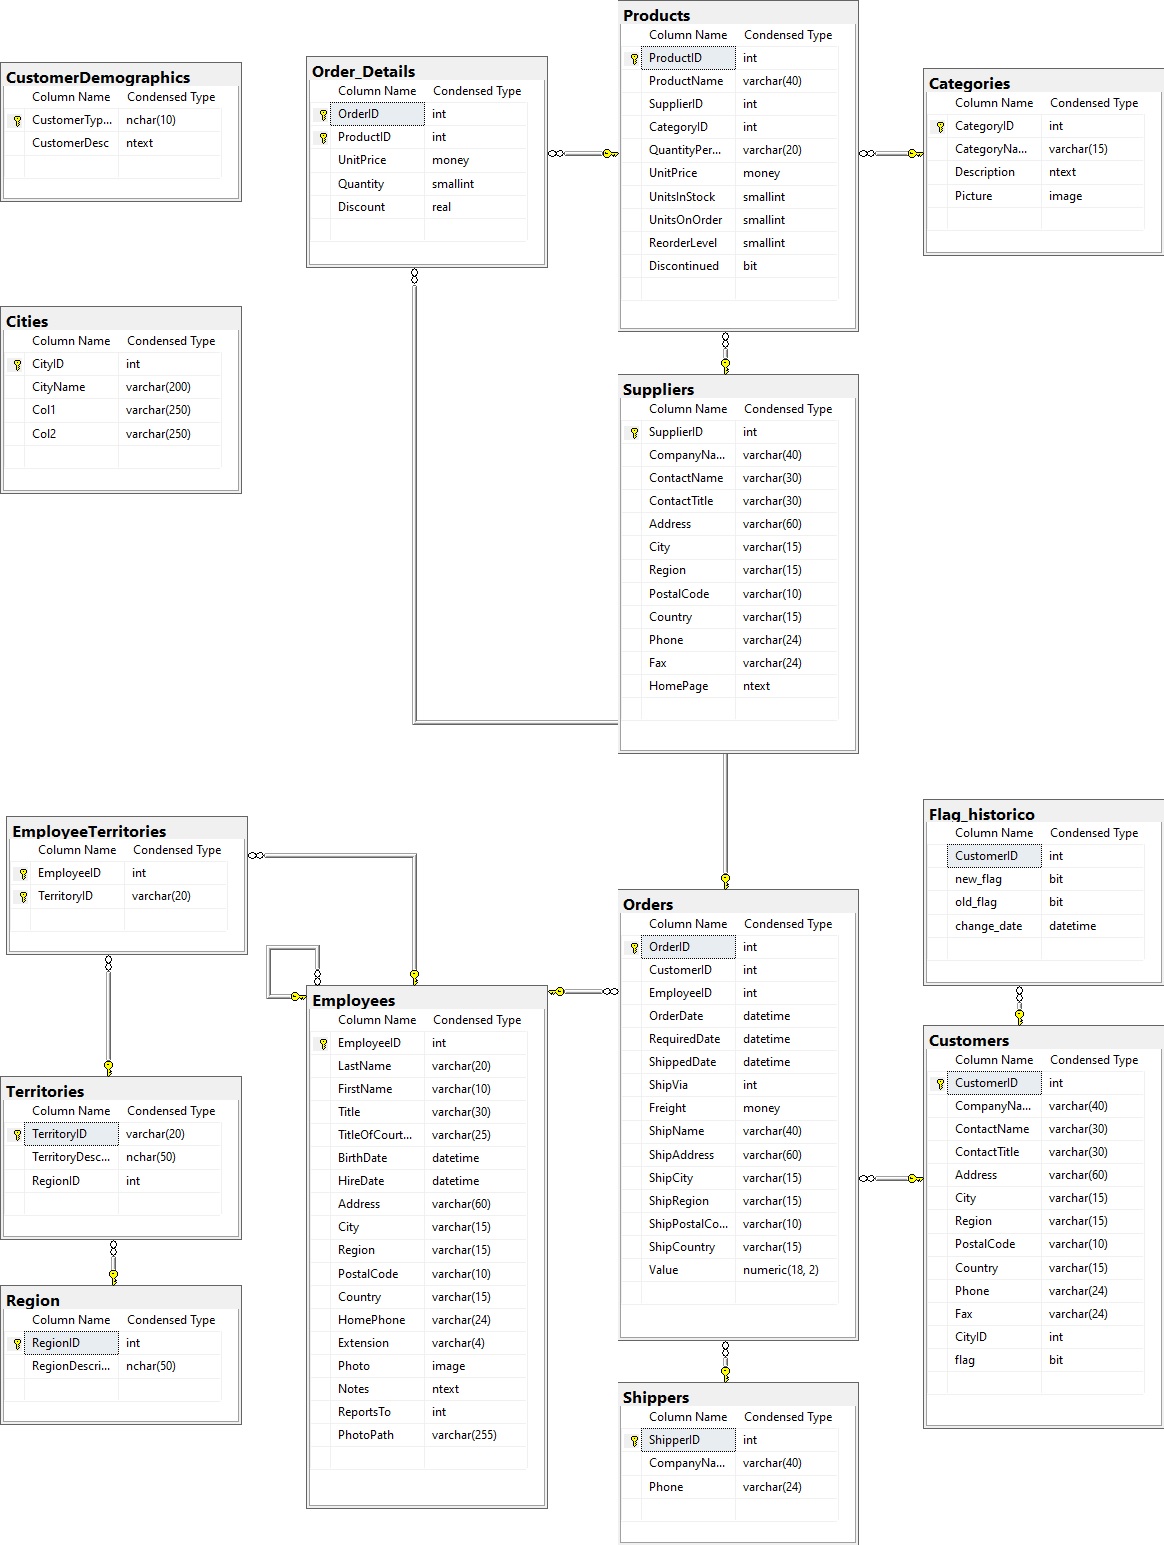 CustomerDemographics
Column Name Condensed Type
CustomerTyp... nchar(10)
CustomerDesc ntext
Order_Details
Column Name Condensed Type
OrderID int
ProductID int
UnitPrice money
Quantity smallint
Discount real
Products
Column Name Condensed Type
ProductID int
ProductName varchar(40)
SupplierID int
CategoryID int
QuantityPer... varchar(20)
UnitPrice money
UnitsInStock smallint
UnitsOnOrder smallint
ReorderLevel smallint
Discontinued bit
Categories
Column Name Condensed Type
CategoryID int
CategoryNa... varchar(15)
Description ntext
Picture image
Cities
Column Name Condensed Type
CityID int
CityName varchar(200)
Col1 varchar(250)
Col2 varchar(250)
Suppliers
Column Name Condensed Type
SupplierID int
CompanyNa... varchar(40)
ContactName varchar(30)
ContactTitle varchar(30)
Address varchar(60)
City varchar(15)
Region varchar(15)
PostalCode varchar(10)
Country varchar(15)
Phone varchar(24)
Fax varchar(24)
HomePage ntext
EmployeeTerritories
Column Name Condensed Type
EmployeeID int
TerritoryID varchar(20)
Territories
Column Name Condensed Type
TerritoryID varchar(20)
TerritoryDesc... nchar(50)
RegionID int
Region
Column Name Condensed Type
RegionID int
RegionDescri... nchar(50)
Employees
Column Name Condensed Type
EmployeeID int
LastName varchar(20)
FirstName varchar(10)
Title varchar(30)
TitleOfCourt... varchar(25)
BirthDate datetime
HireDate datetime
Address varchar(60)
City varchar(15)
Region varchar(15)
PostalCode varchar(10)
Country varchar(15)
HomePhone varchar(24)
Extension varchar(4)
Photo image
Notes ntext
ReportsTo int
PhotoPath varchar(255)
Orders
Column Name Condensed Type
OrderID int
CustomerID int
EmployeeID int
OrderDate datetime
RequiredDate datetime
ShippedDate datetime
ShipVia int
Freight money
ShipName varchar(40)
ShipAddress varchar(60)
ShipCity varchar(15)
ShipRegion varchar(15)
ShipPostalCo... varchar(10)
ShipCountry varchar(15)
Value numeric(18, 2)
Shippers
Column Name Condensed Type
ShipperID int
CompanyNa... varchar(40)
Phone varchar(24)
Flag_historico
Column Name Condensed Type
CustomerID int
new_flag bit
old_flag bit
change_date datetime
Customers
Column Name Condensed Type
CustomerID int
CompanyNa... varchar(40)
ContactName varchar(30)
ContactTitle varchar(30)
Address varchar(60)
City varchar(15)
Region varchar(15)
PostalCode varchar(10)
Country varchar(15)
Phone varchar(24)
Fax varchar(24)
CityID int
flag bit